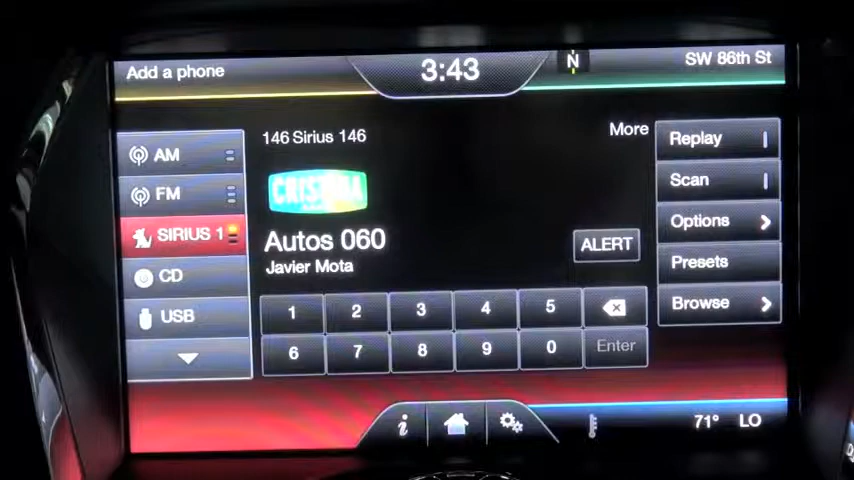 Add a phone
3:43
N
SW 86th St
AM
FM
SIRIUS 1
CD
USB
146 Sirius 146
More
CRISTINA
Autos 060
Javier Mota
ALERT
1 2 3 4 5
6 7 8 9 0 Enter
Replay
Scan
Options
Presets
Browse
i
71° LO